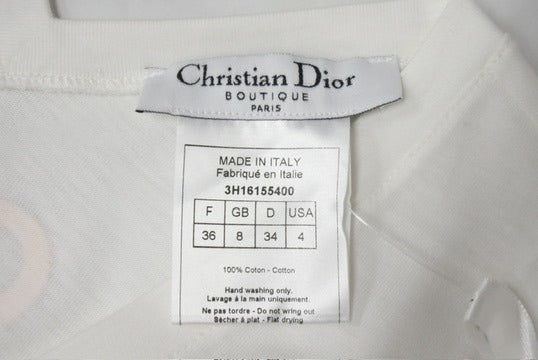 Christian Dior
BOUTIQUE
PARIS
MADE IN ITALY
Fabriqué en Italie
3H16155400
F GB D USA
36 8 34 4
100% Coton - Cotton
Hand washing only.
Lavage à la main uniquement.
Ne pas tordre - Do not wring out
Sécher à plat - Flat drying